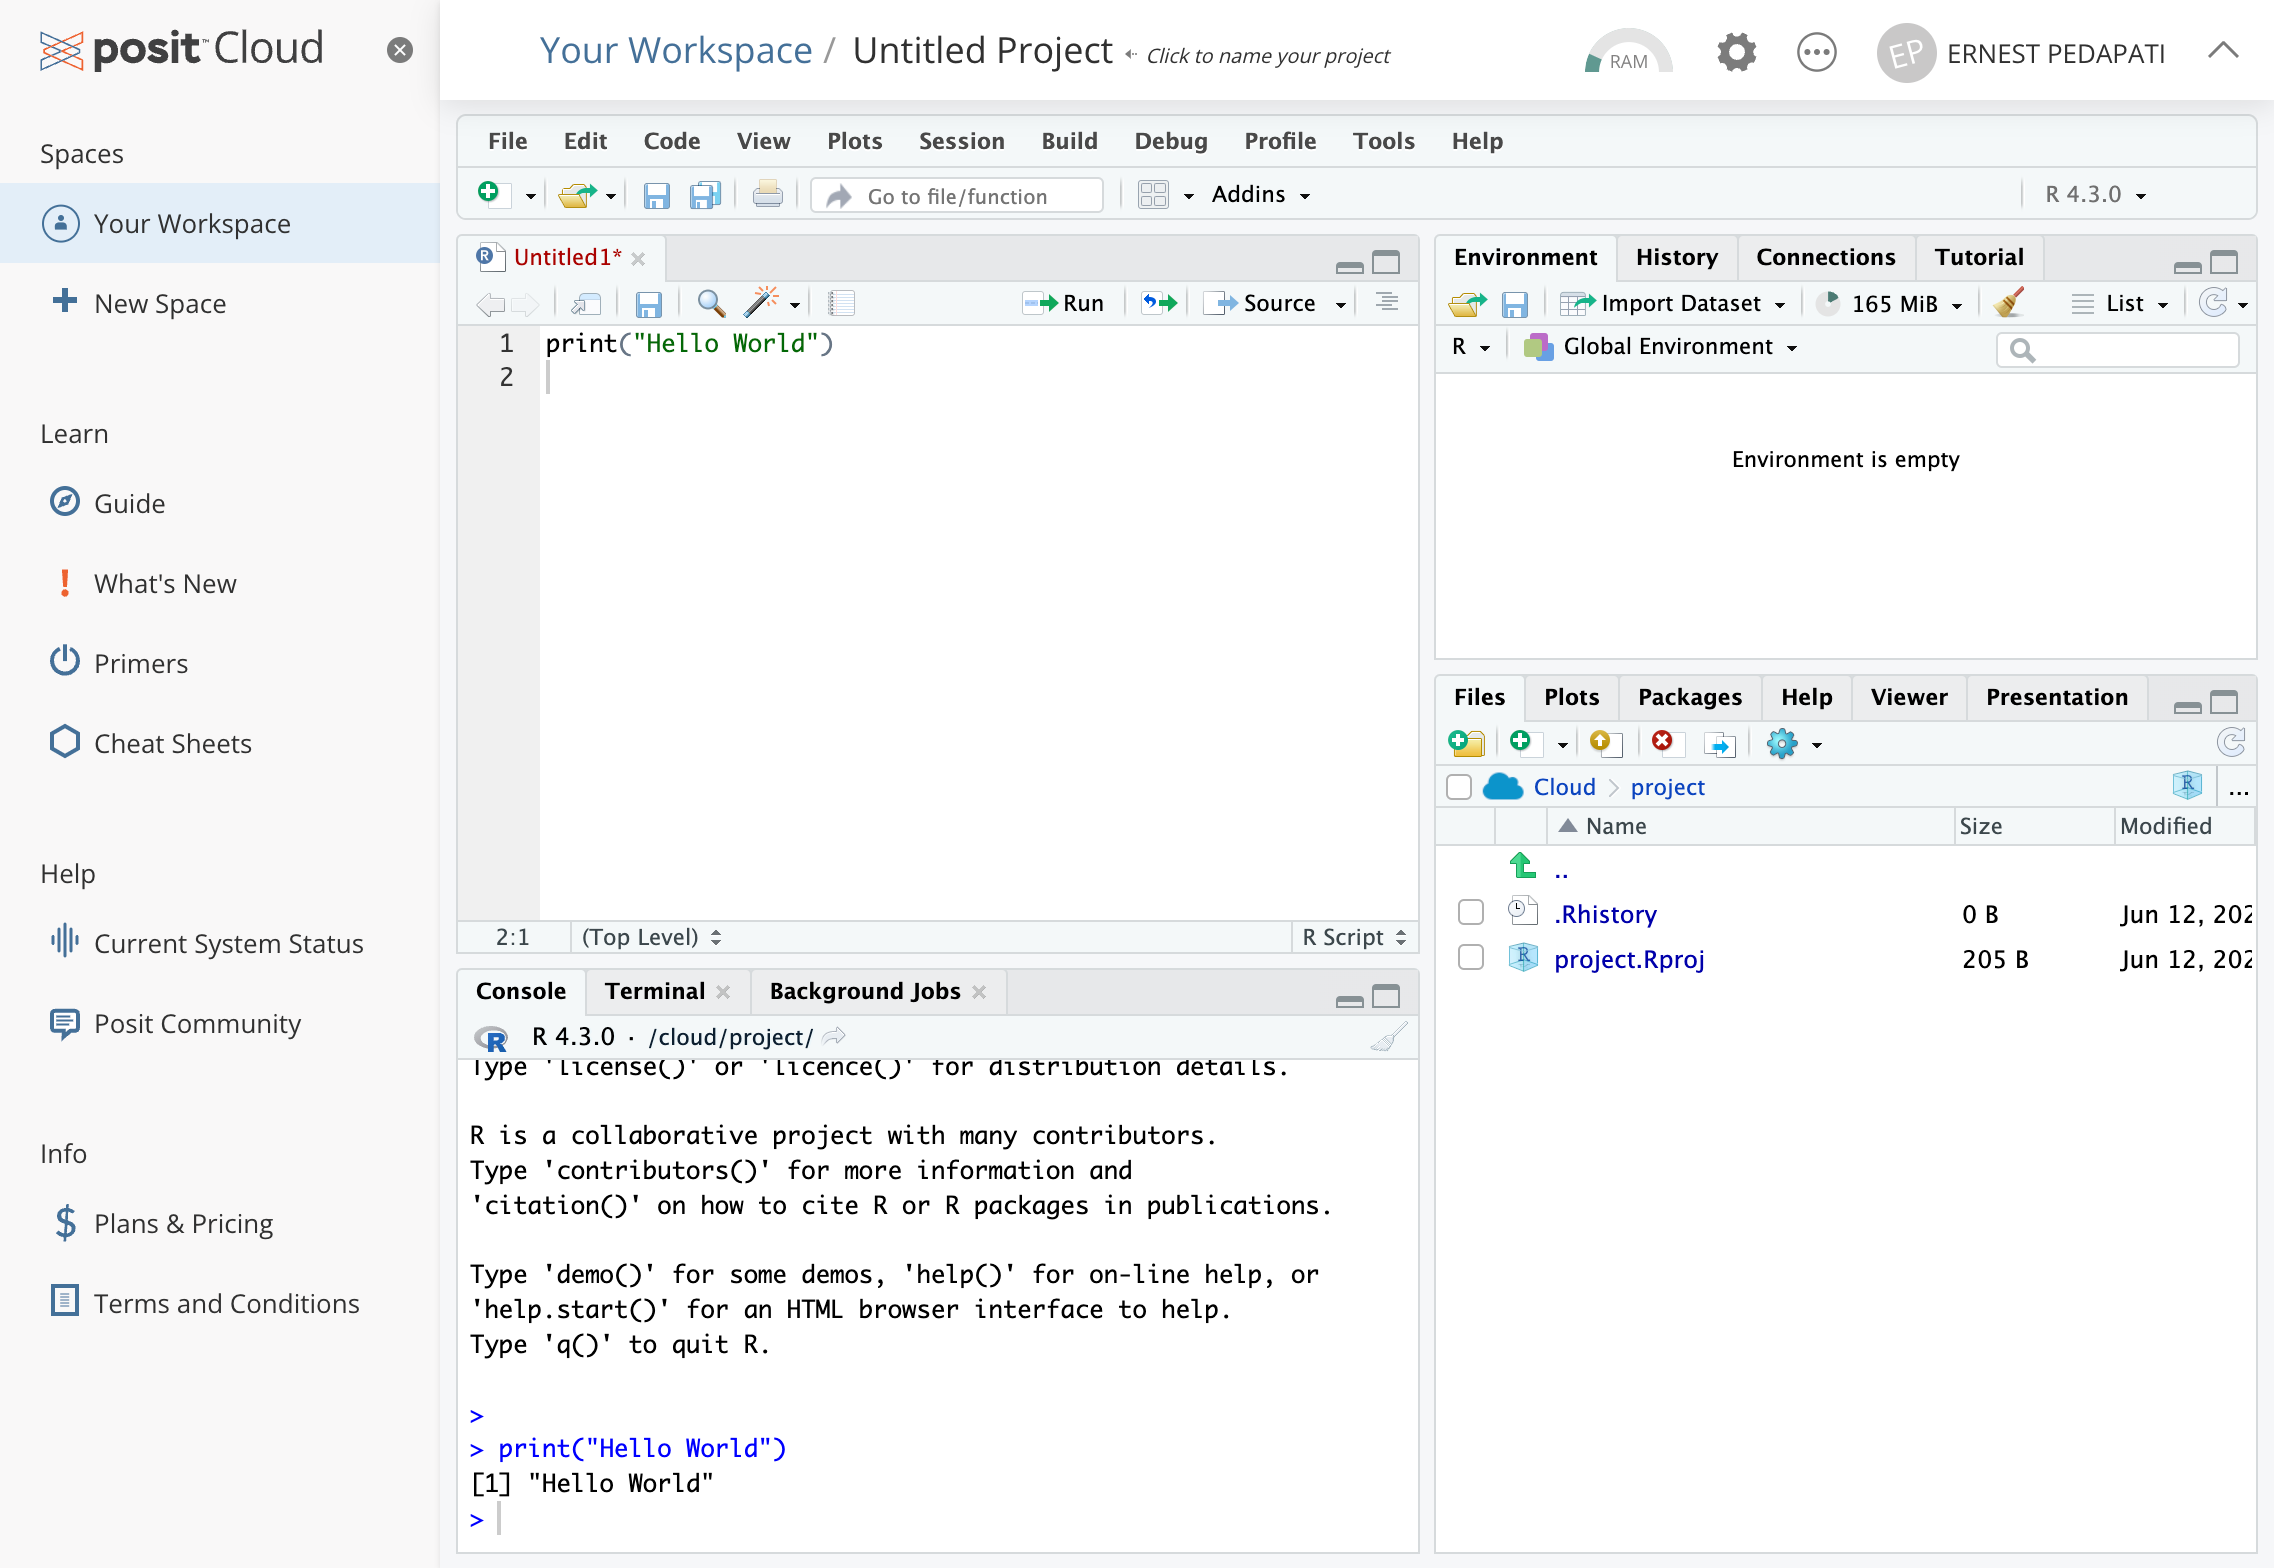 posit™ Cloud
Your Workspace / Untitled Project Click to name your project
RAM
EP ERNEST PEDAPATI
Spaces
Your Workspace
New Space
Learn
Guide
What's New
Primers
Cheat Sheets
Help
Current System Status
Posit Community
Info
Plans & Pricing
Terms and Conditions
File Edit Code View Plots Session Build Debug Profile Tools Help
Go to file/function Addins R 4.3.0
Untitled1*
Run Source
1 print("Hello World")
2
2:1 (Top Level) R Script
Console Terminal Background Jobs
R 4.3.0 · /cloud/project/
Type 'license()' or 'licence()' for distribution details.
R is a collaborative project with many contributors.
Type 'contributors()' for more information and
'citation()' on how to cite R or R packages in publications.
Type 'demo()' for some demos, 'help()' for on-line help, or
'help.start()' for an HTML browser interface to help.
Type 'q()' to quit R.
>
> print("Hello World")
[1] "Hello World"
>
Environment History Connections Tutorial
Import Dataset 165 MiB List
R Global Environment
Environment is empty
Files Plots Packages Help Viewer Presentation
Cloud project ...
Name Size Modified
..
.Rhistory 0 B Jun 12, 202
project.Rproj 205 B Jun 12, 202